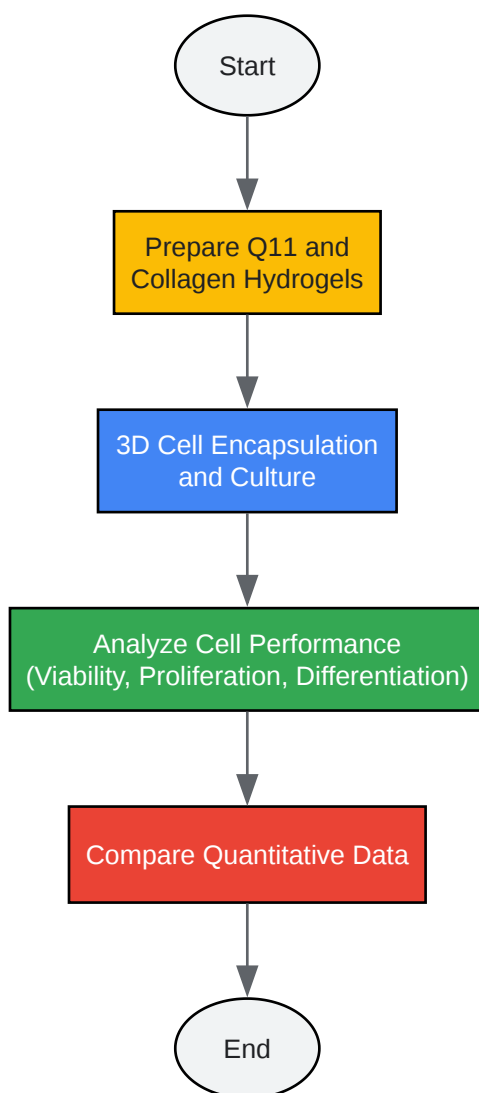 Start
Prepare Q11 and
Collagen Hydrogels
3D Cell Encapsulation
and Culture
Analyze Cell Performance
(Viability, Proliferation, Differentiation)
Compare Quantitative Data
End